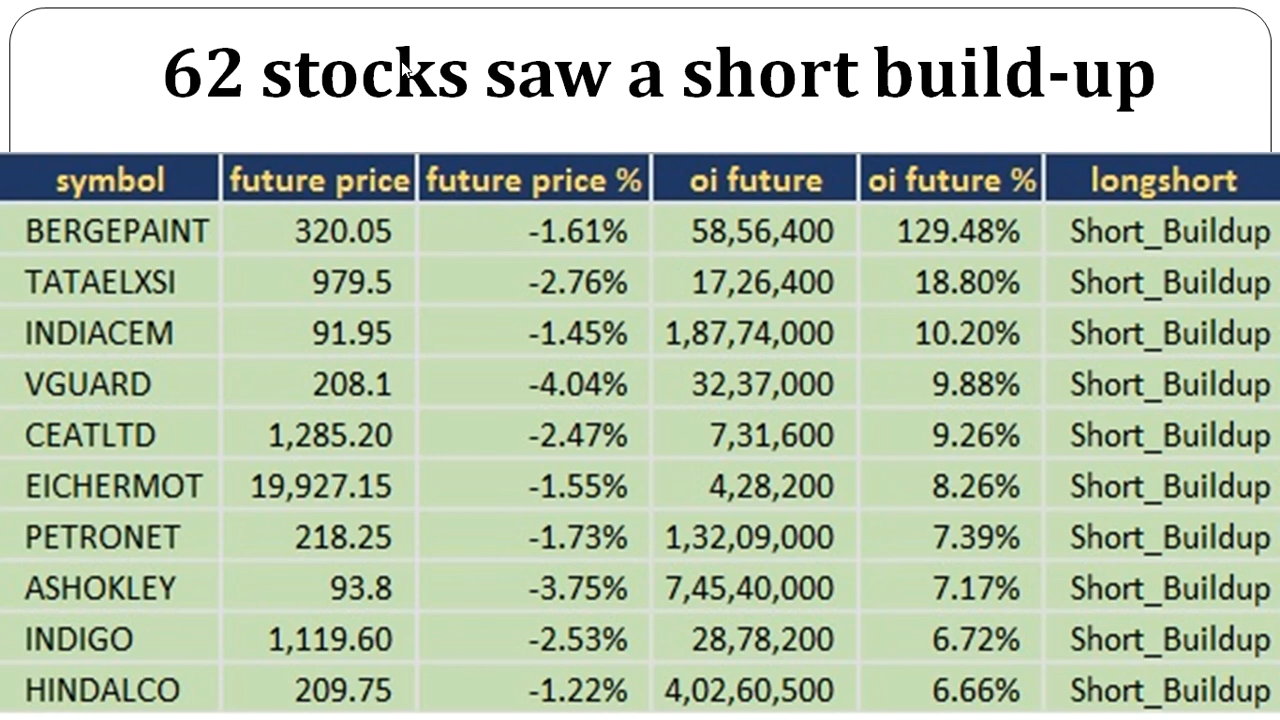 62 stocks saw a short build-up
symbol future price future price % oi future oi future % longshort
BERGEPAINT 320.05 -1.61% 58,56,400 129.48% Short_Buildup
TATAELXSI 979.5 -2.76% 17,26,400 18.80% Short_Buildup
INDIACEM 91.95 -1.45% 1,87,74,000 10.20% Short_Buildup
VGUARD 208.1 -4.04% 32,37,000 9.88% Short_Buildup
CEATLTD 1,285.20 -2.47% 7,31,600 9.26% Short_Buildup
EICHERMOT 19,927.15 -1.55% 4,28,200 8.26% Short_Buildup
PETRONET 218.25 -1.73% 1,32,09,000 7.39% Short_Buildup
ASHOKLEY 93.8 -3.75% 7,45,40,000 7.17% Short_Buildup
INDIGO 1,119.60 -2.53% 28,78,200 6.72% Short_Buildup
HINDALCO 209.75 -1.22% 4,02,60,500 6.66% Short_Buildup